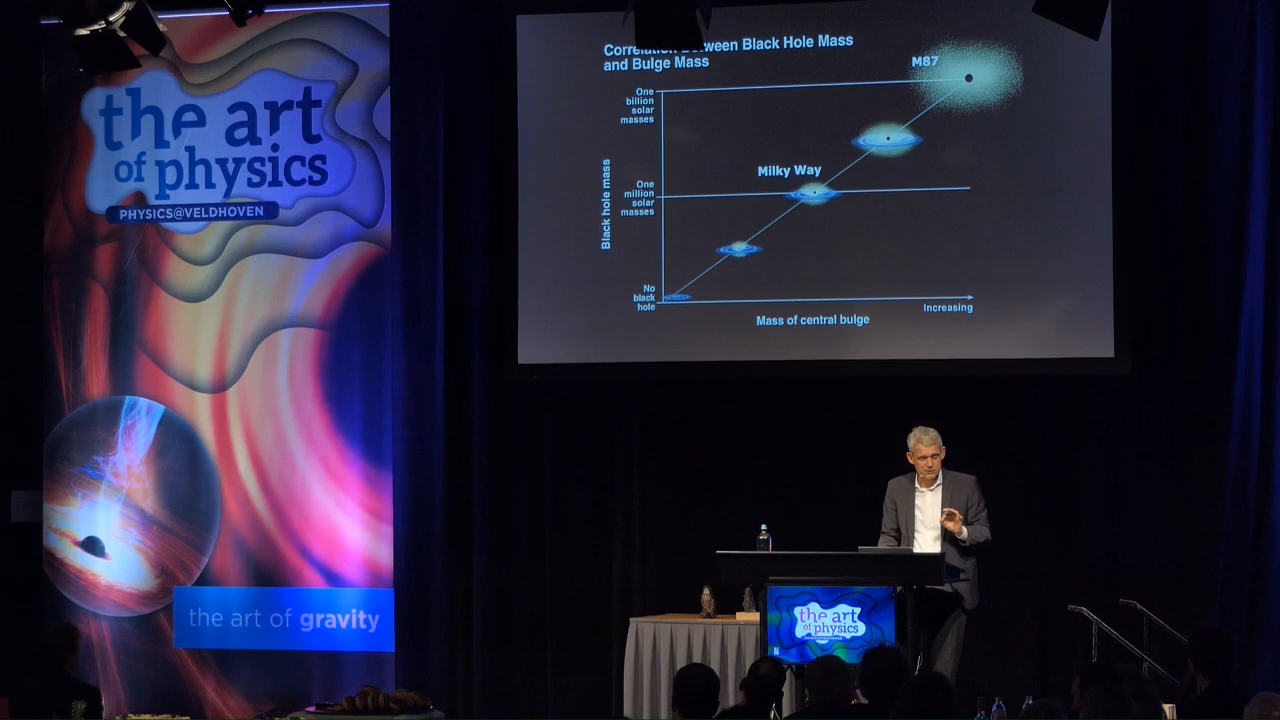 the art
of physics
PHYSICS@VELDHOVEN
the art of gravity
Between Black Hole Mass
and Bulge Mass
M87
One
billion
solar
masses
Milky Way
One
million
solar
masses
Black hole mass
No
black
hole
Increasing
Mass of central bulge
the art
of physics